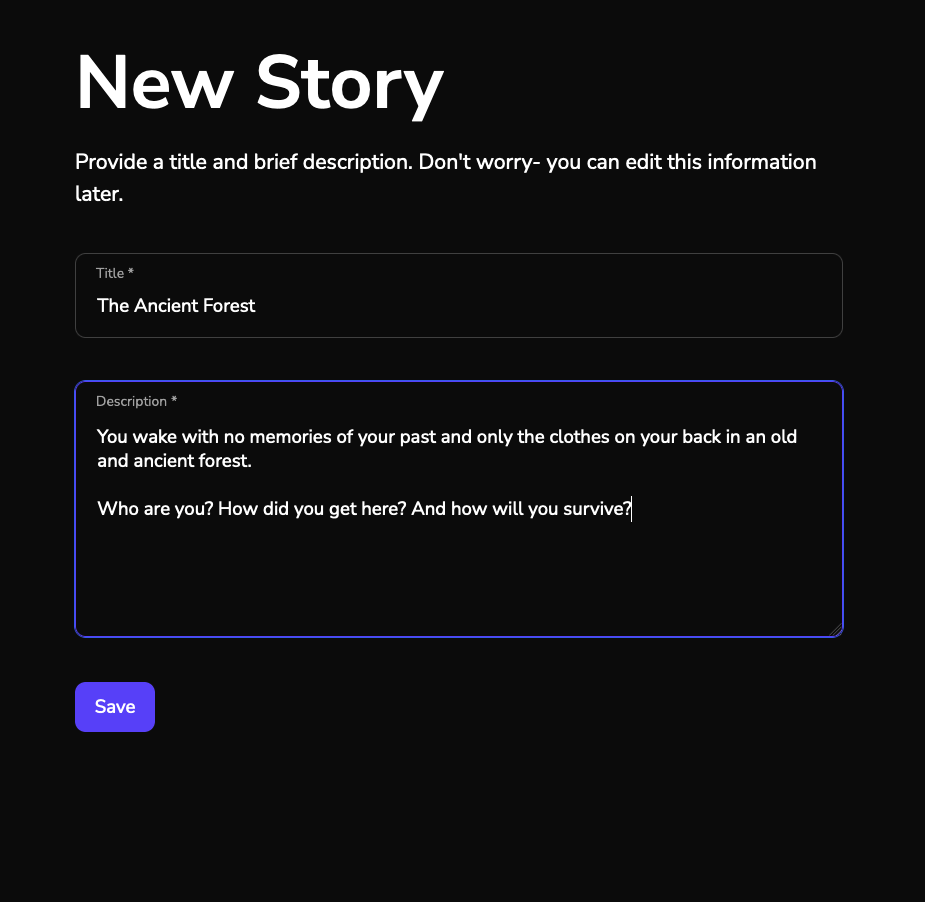 New Story
Provide a title and brief description. Don't worry- you can edit this information
later.
Title *
The Ancient Forest
Description *
You wake with no memories of your past and only the clothes on your back in an old
and ancient forest.
Who are you? How did you get here? And how will you survive?
Save